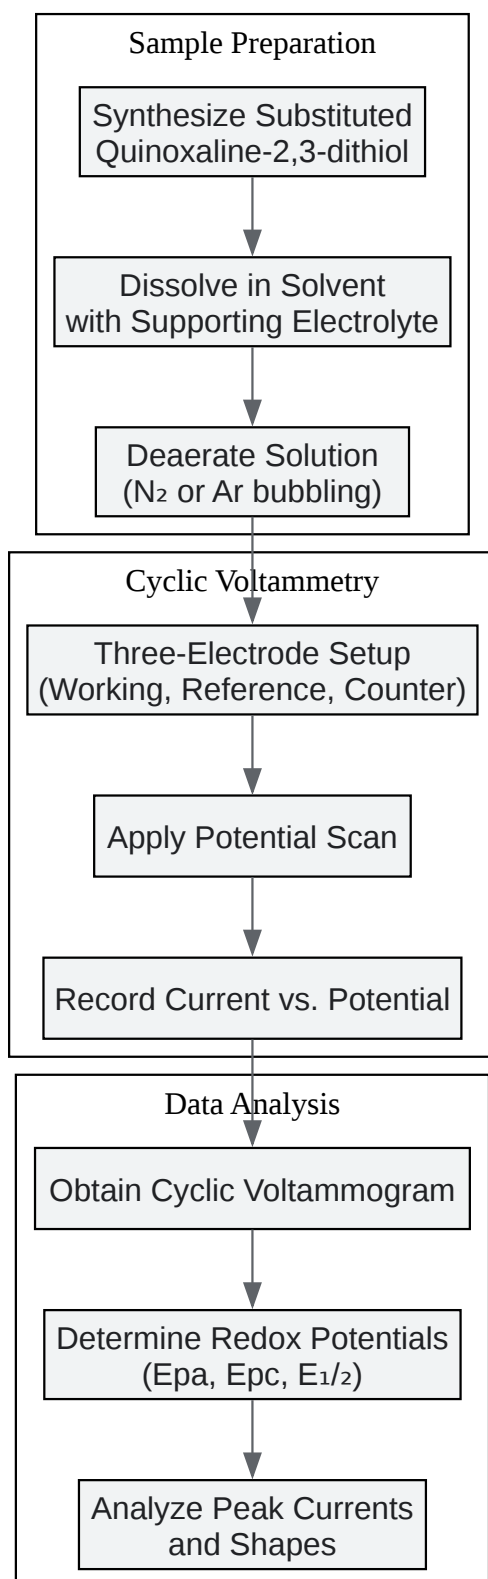 Sample Preparation
Synthesize Substituted
Quinoxaline-2,3-dithiol
Dissolve in Solvent
with Supporting Electrolyte
Deaerate Solution
(N₂ or Ar bubbling)
Cyclic Voltammetry
Three-Electrode Setup
(Working, Reference, Counter)
Apply Potential Scan
Record Current vs. Potential
Data Analysis
Obtain Cyclic Voltammogram
Determine Redox Potentials
(Epa, Epc, E₁/₂)
Analyze Peak Currents
and Shapes